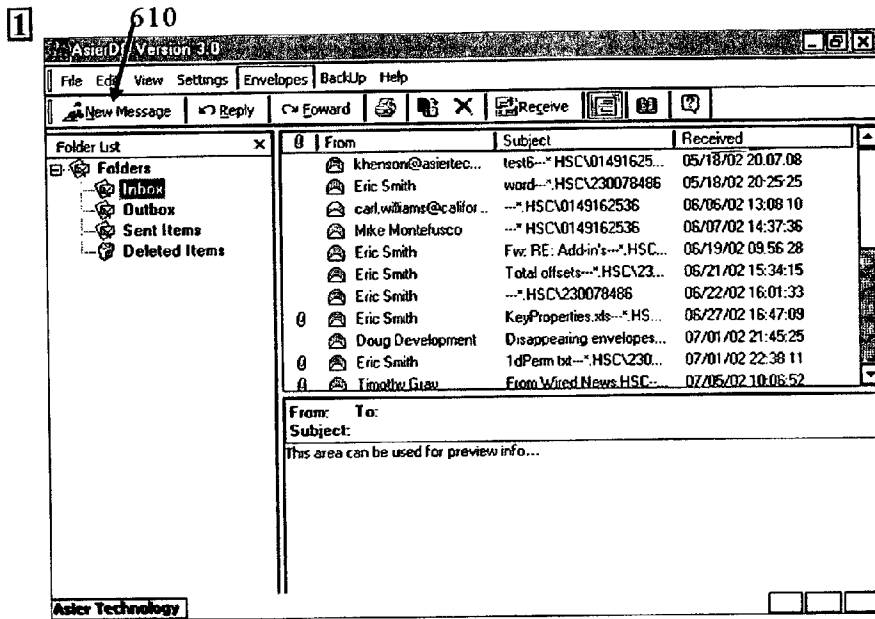 1 610
AsierDF Version 3.0
File Edit View Settings Envelopes BackUp Help
New Message Reply Foward Receive
Folder List x From Subject Received
Folders
Inbox
Outbox
Sent Items
Deleted Items
khenson@asiertec... test6---*.HSC\01491625... 05/18/02 20.07.08
Eric Smith word---*.HSC\230078486 05/18/02 20:25:25
carl.williams@califor... ---*.HSC\0149162536 06/06/02 13:08 10
Mike Montefusco ---*.HSC\0149162536 06/07/02 14:37:36
Eric Smith Fw: RE: Add-in's---*.HSC... 06/19/02 09:56 28
Eric Smith Total offsets---*.HSC\23... 06/21/02 15:34:15
Eric Smith ---*.HSC\230078486 06/22/02 16:01:33
Eric Smith KeyProperties.xls---*.HS... 06/27/02 16:47:09
Doug Development Disappearing envelopes... 07/01/02 21:45:25
Eric Smith 1dPerm txt---*.HSC\230... 07/01/02 22:38 11
Timothy Grau From Wired News.HSC--.. 07/05/02 10:06:52
From: To:
Subject:
This area can be used for preview info...
Asier Technology